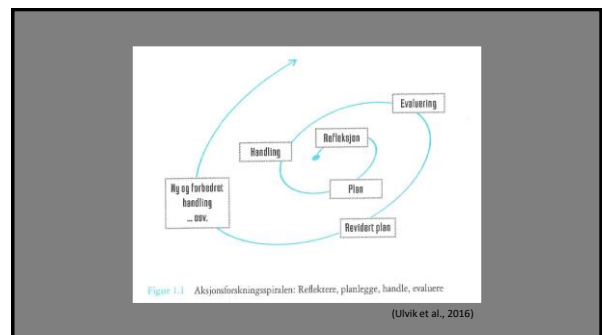 Evaluering
Refleksjon
Handling
Plan
Ny og forbedret
handling
... osv.
Revidert plan
Figur 1.1 Aksjonsforskningsspiralen: Reflektere, planlegge, handle, evaluere
(Ulvik et al., 2016)